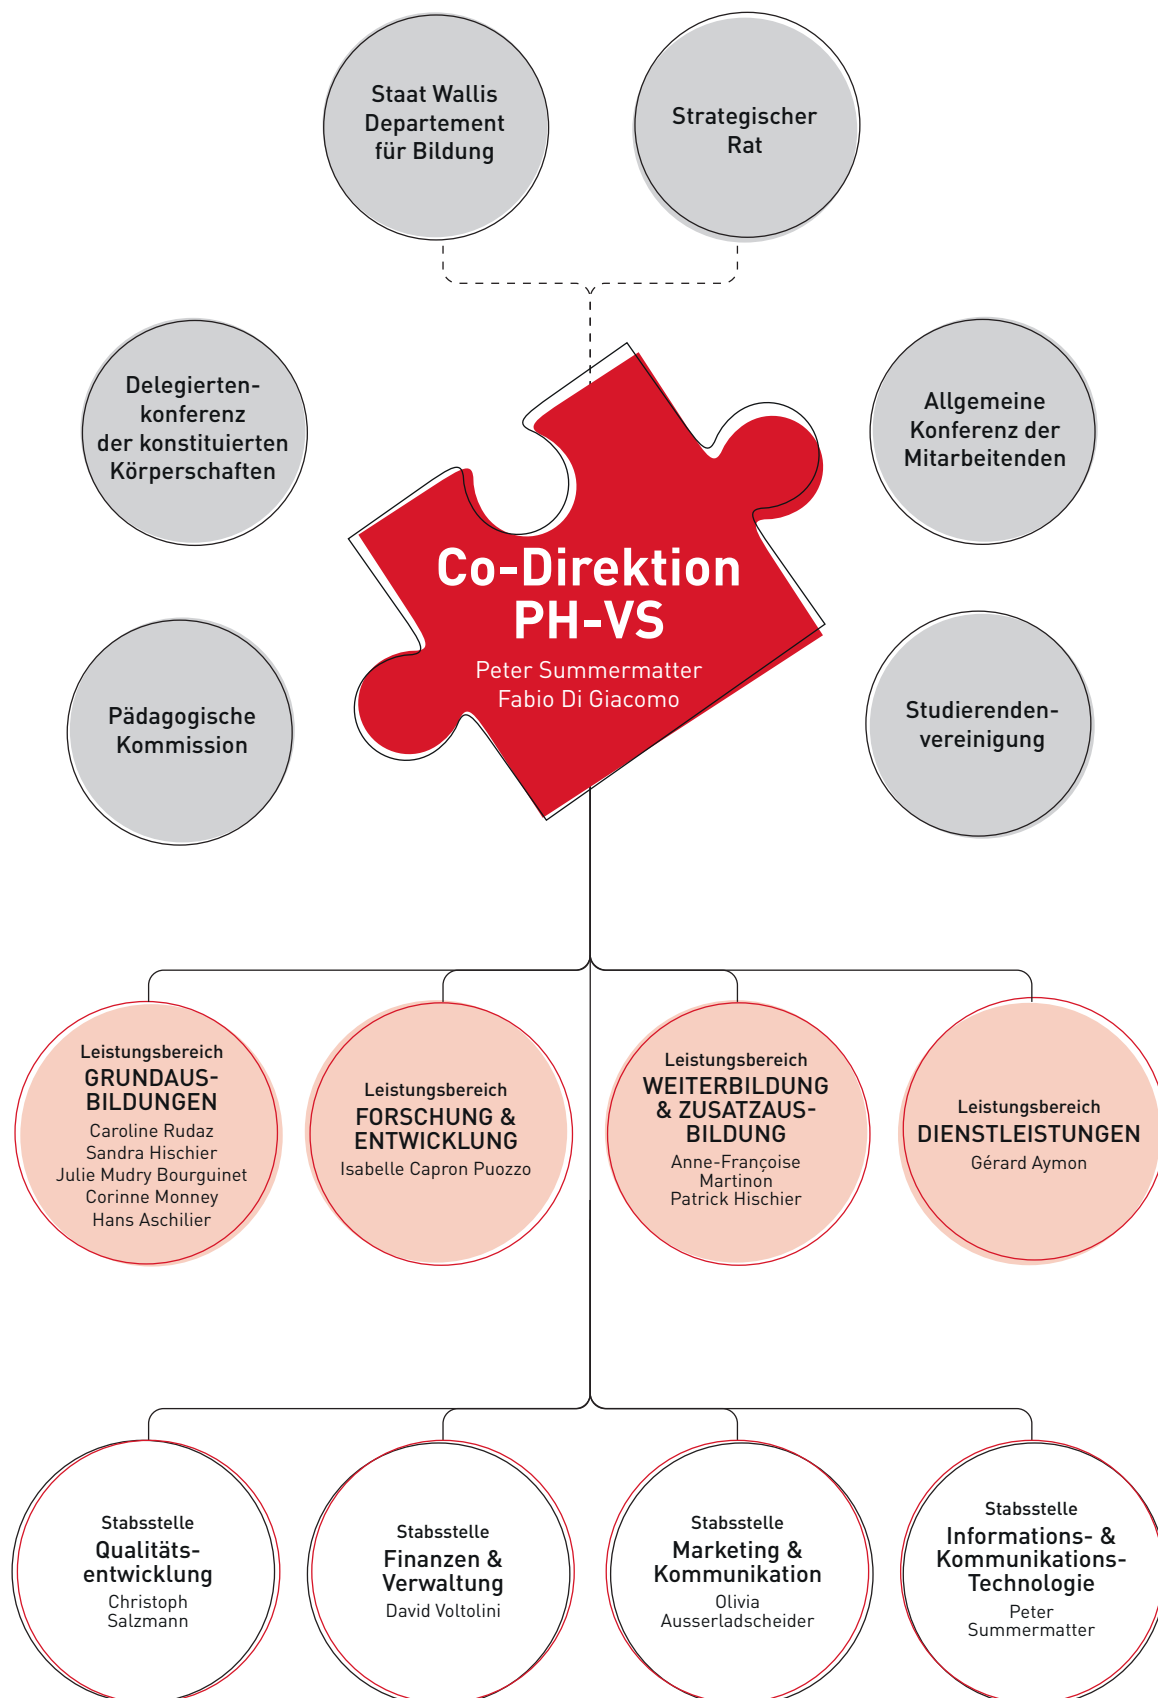 Staat Wallis
Departement
für Bildung
Strategischer
Rat
Delegierten-
konferenz
der konstituierten
Körperschaften
Allgemeine
Konferenz der
Mitarbeitenden
Co-Direktion
PH-VS
Peter Summermatter
Fabio Di Giacomo
Pädagogische
Kommission
Studierenden-
vereinigung
Leistungsbereich
GRUNDAUS-
BILDUNGEN
Caroline Rudaz
Sandra Hischier
Julie Mudry Bourguinet
Corinne Monney
Hans Aschilier
Leistungsbereich
FORSCHUNG &
ENTWICKLUNG
Isabelle Capron Puozzo
Leistungsbereich
WEITERBILDUNG
& ZUSATZAUS-
BILDUNG
Anne-Françoise
Martinon
Patrick Hischier
Leistungsbereich
DIENSTLEISTUNGEN
Gérard Aymon
Stabsstelle
Qualitäts-
entwicklung
Christoph
Salzmann
Stabsstelle
Finanzen &
Verwaltung
David Voltolini
Stabsstelle
Marketing &
Kommunikation
Olivia
Ausserladscheider
Stabsstelle
Informations- &
Kommunikations-
Technologie
Peter
Summermatter